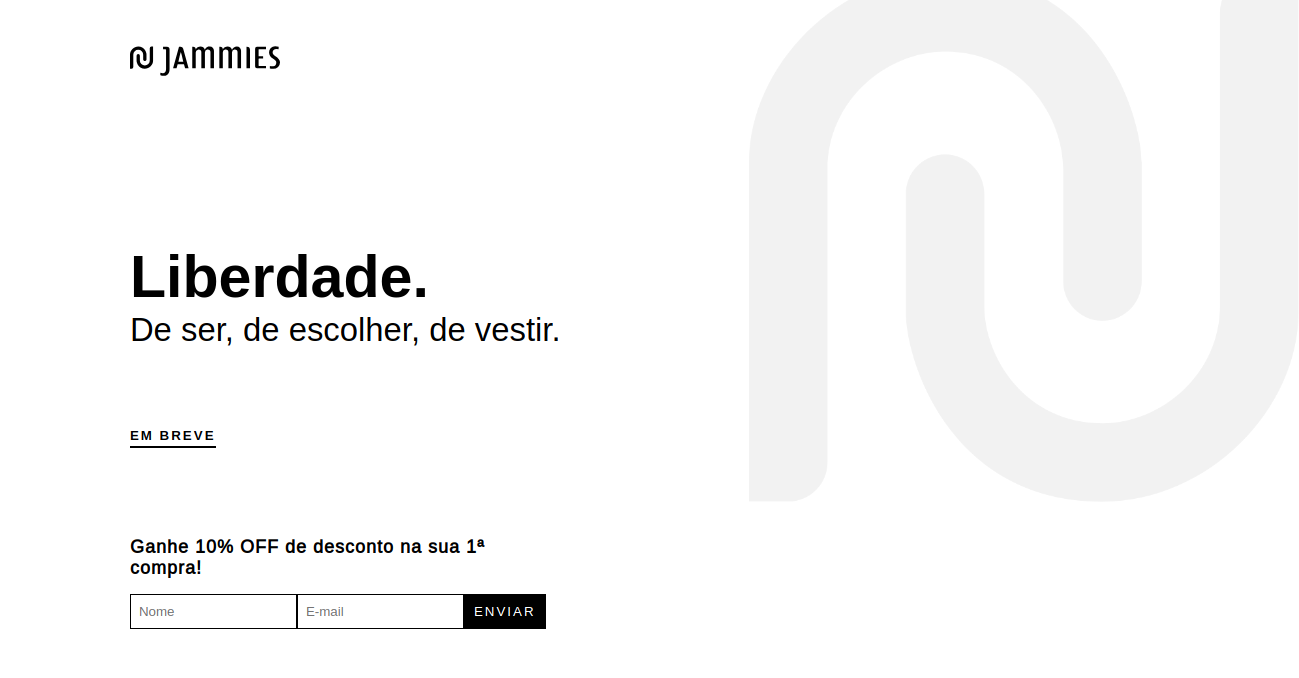 JAMMIES
Liberdade.
De ser, de escolher, de vestir.
EM BREVE
Ganhe 10% OFF de desconto na sua 1ª
compra!
Nome E-mail ENVIAR